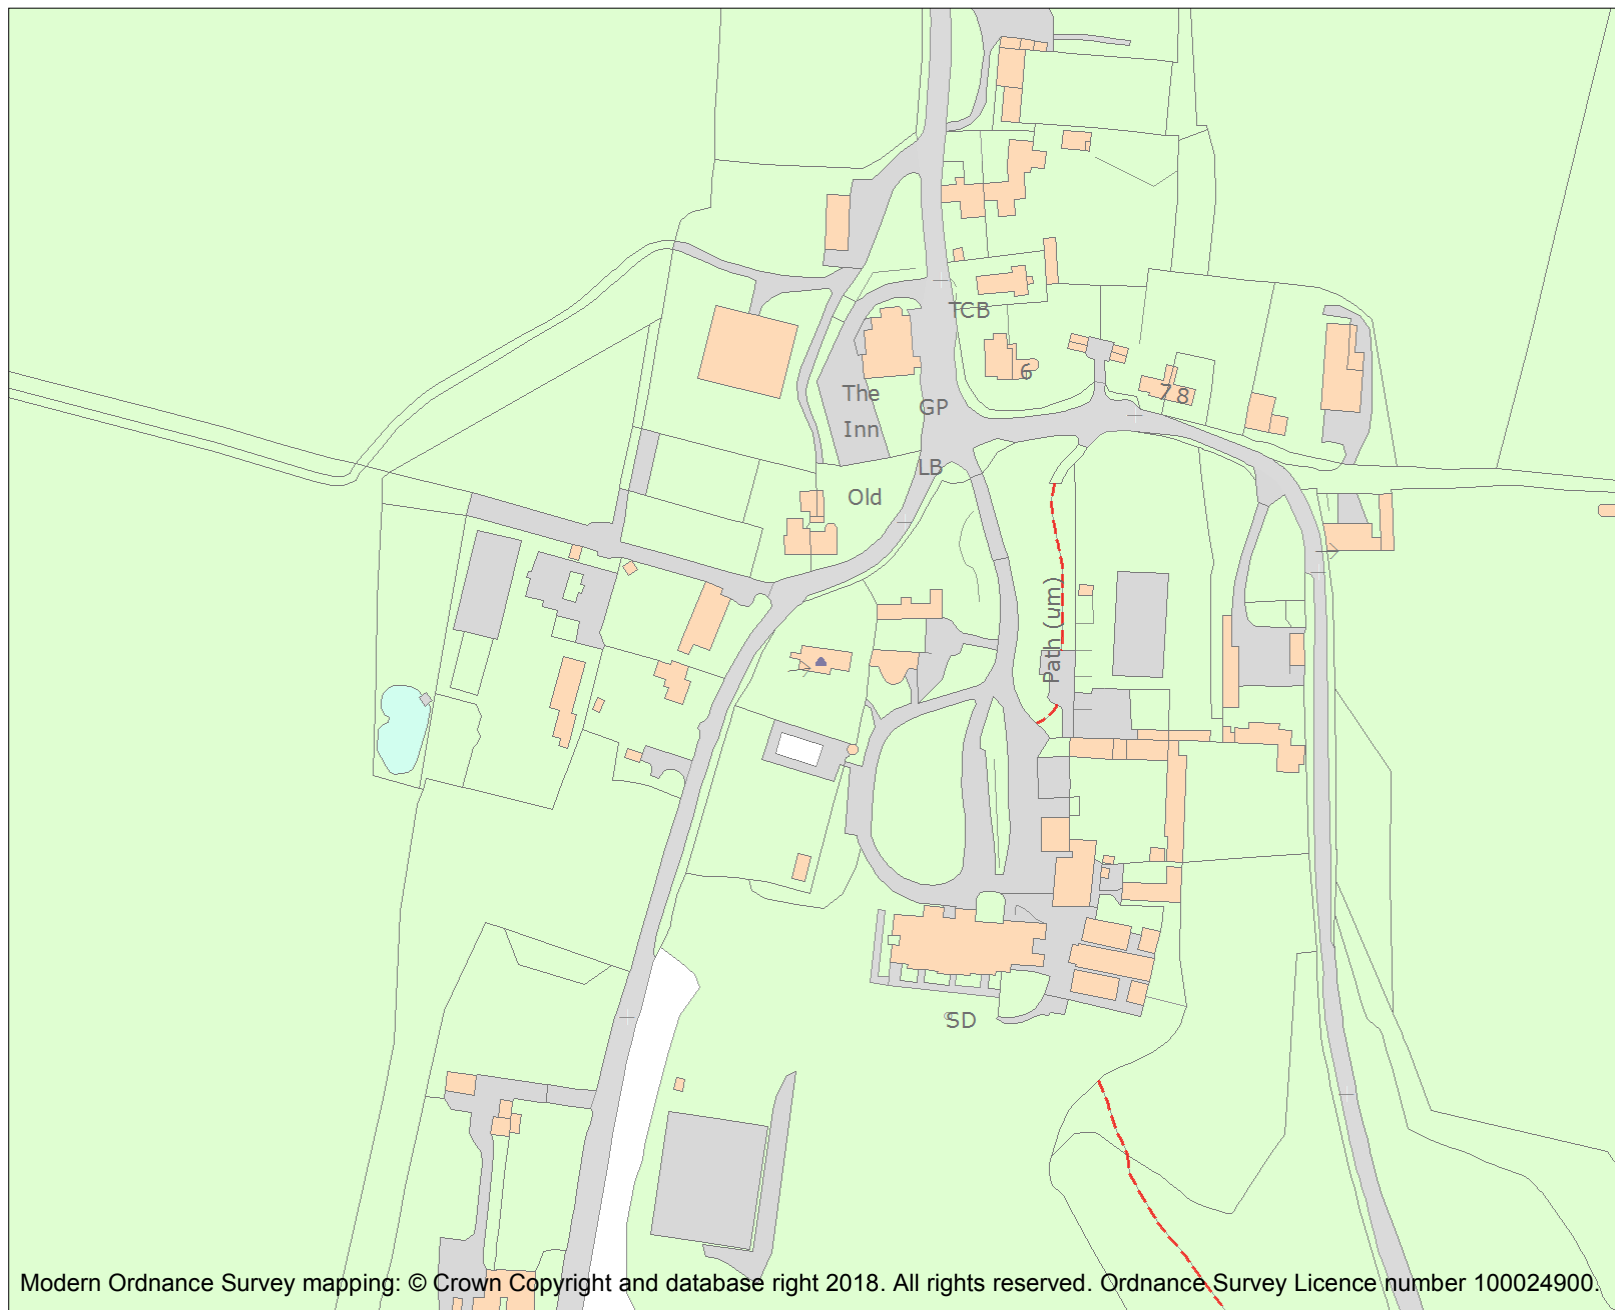 TCB
6
7 8
The
Inn
GP
LB
Old
Path (um)
SD
Modern Ordnance Survey mapping: © Crown Copyright and database right 2018. All rights reserved. Ordnance Survey Licence number 100024900.